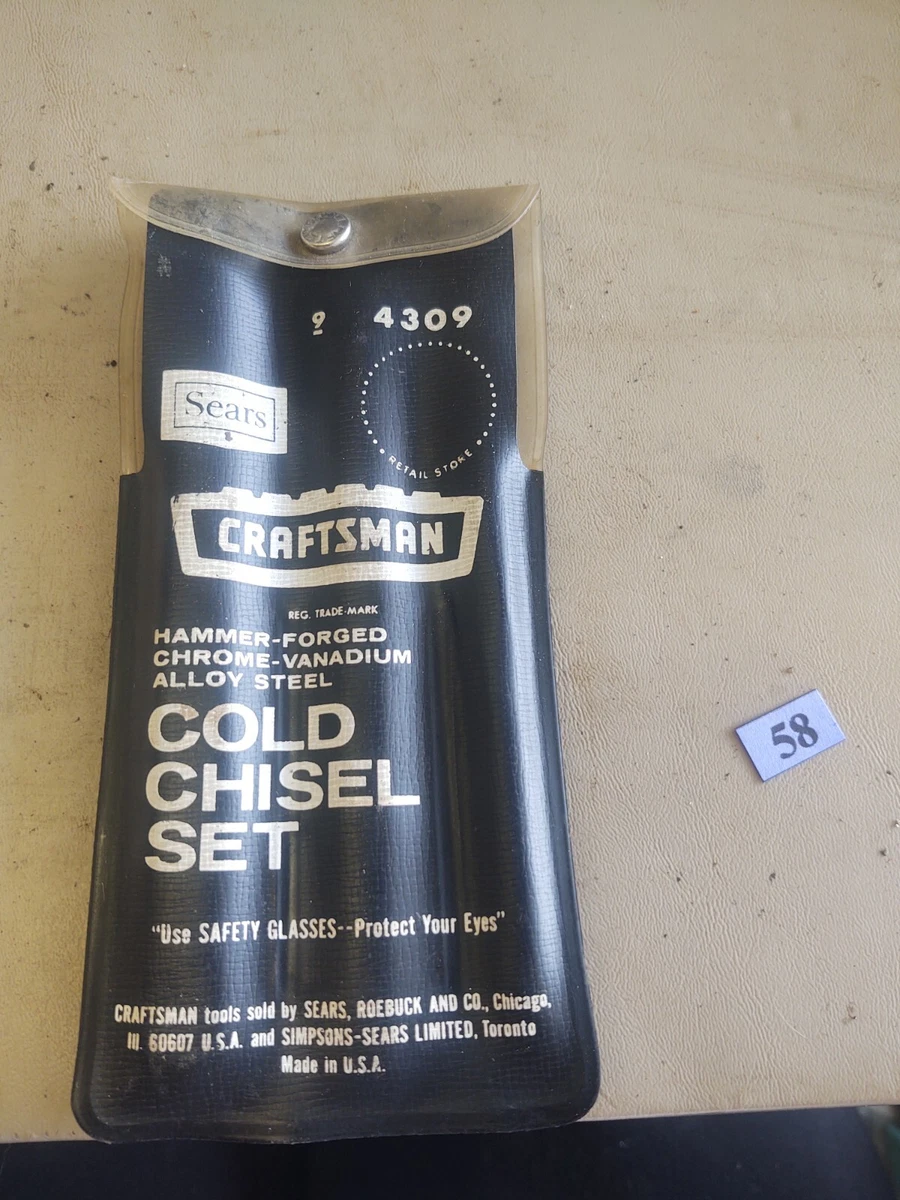 9 4309
Sears
RETAIL STORE
CRAFTSMAN
REG. TRADE-MARK
HAMMER-FORGED
CHROME-VANADIUM
ALLOY STEEL
COLD
CHISEL
SET
"Use SAFETY GLASSES--Protect Your Eyes"
CRAFTSMAN tools sold by SEARS, ROEBUCK AND CO., Chicago,
Ill. 60607 U.S.A. and SIMPSONS-SEARS LIMITED, Toronto
Made in U.S.A.
58